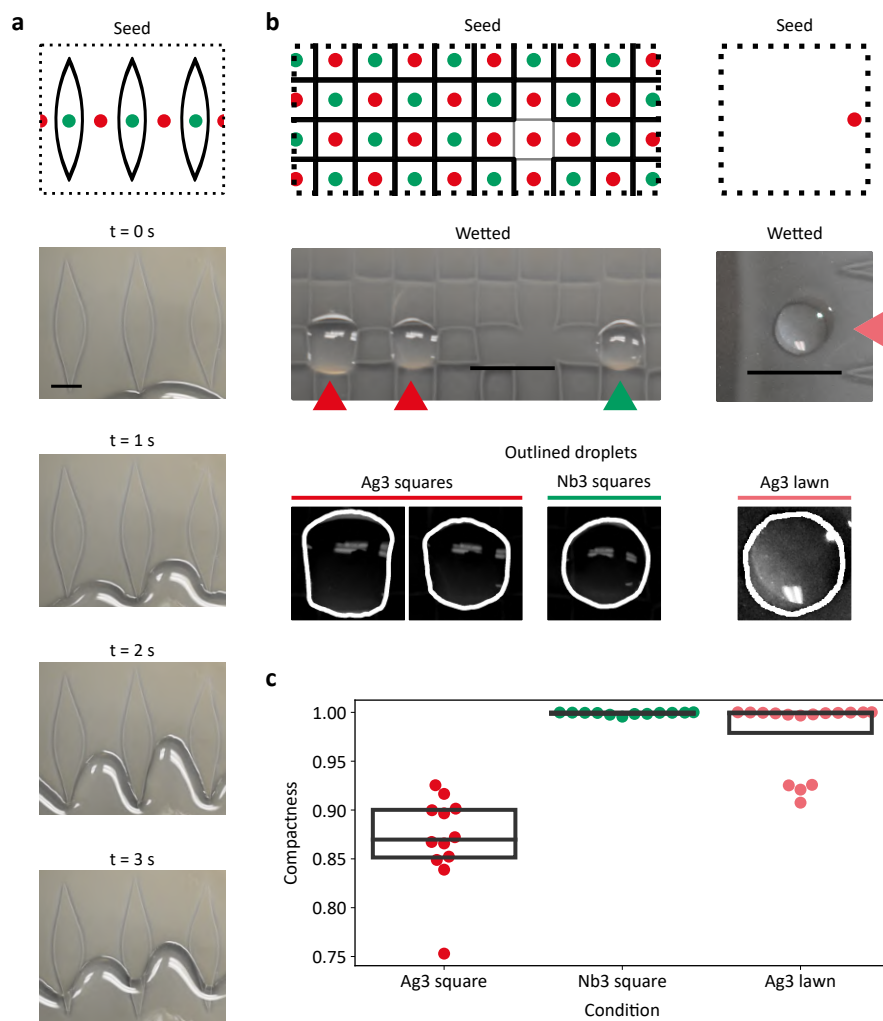 a
Seed
t = 0 s
t = 1 s
t = 2 s
t = 3 s
b
Seed
Seed
Wetted
Wetted
Outlined droplets
Ag3 squares
Nb3 squares
Ag3 lawn
c
Compactness
1.00
0.95
0.90
0.85
0.80
0.75
Ag3 square
Nb3 square
Ag3 lawn
Condition